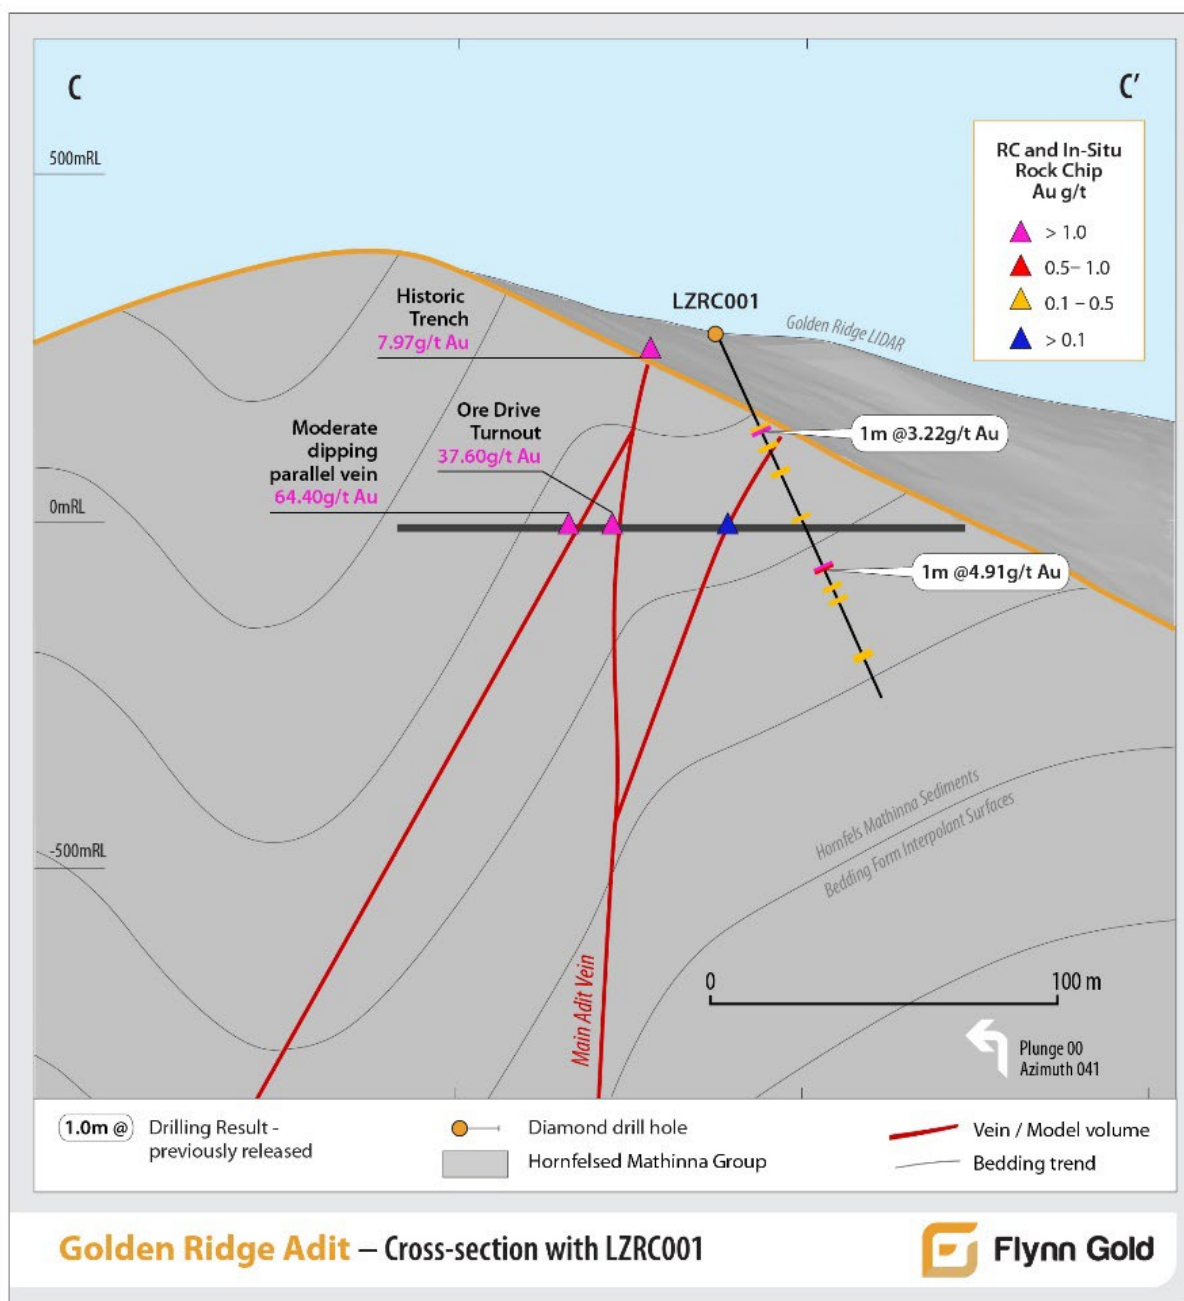 C
C’
500mRL
RC and In-Situ
Rock Chip
Au g/t
> 1.0
0.5– 1.0
0.1 – 0.5
> 0.1
Historic
Trench
7.97g/t Au
LZRC001
Golden Ridge LIDAR
Ore Drive
Turnout
37.60g/t Au
Moderate
dipping
parallel vein
64.40g/t Au
1m @3.22g/t Au
0mRL
1m @4.91g/t Au
Hornfels Mathinna Sediments
Bedding Form Interpolant Surfaces
-500mRL
Main Adit Vein
0
100 m
Plunge 00
Azimuth 041
1.0m @
Drilling Result -
previously released
Diamond drill hole
Hornfelsed Mathinna Group
Vein / Model volume
Bedding trend
Golden Ridge Adit – Cross-section with LZRC001
Flynn Gold